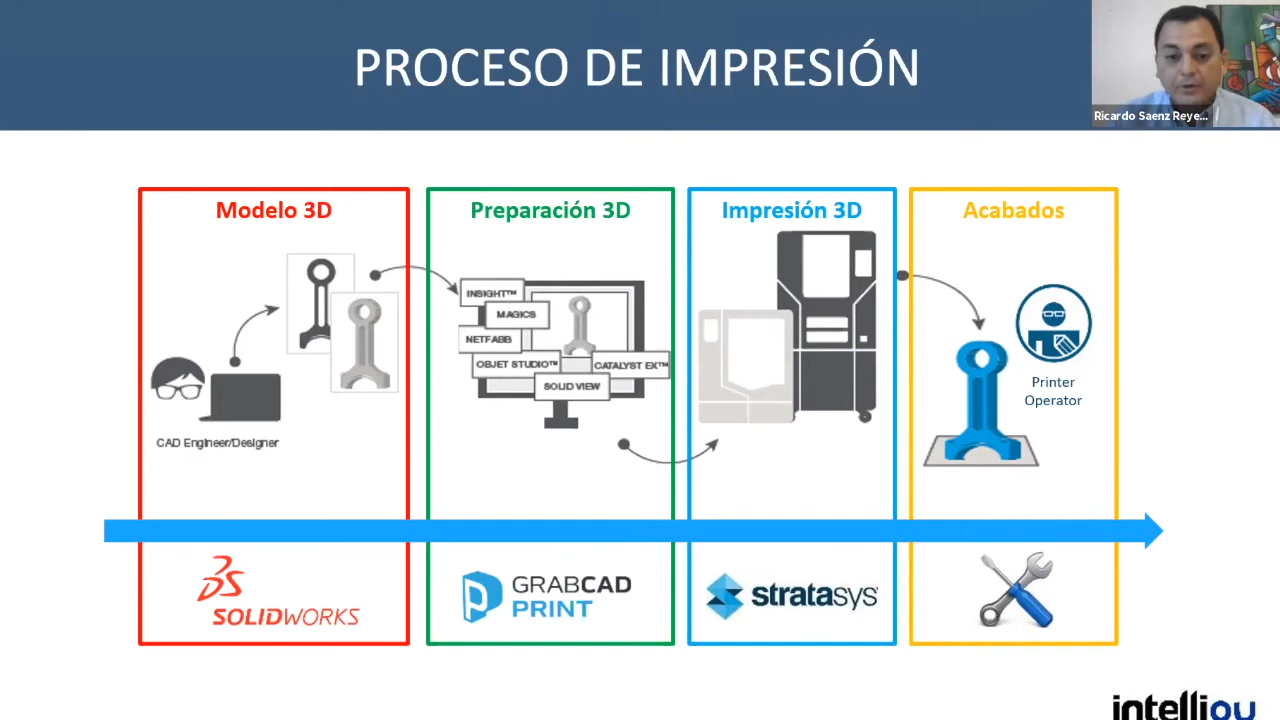 PROCESO DE IMPRESIÓN
Ricardo Saenz Reye...
Modelo 3D
CAD Engineer/Designer
Preparación 3D
INSIGHT™
MAGICS
NETFABB
OBJET STUDIO™
CATALYST EX™
SOLID VIEW
Impresión 3D
Acabados
Printer
Operator
SOLIDWORKS
GRABCAD
PRINT
stratasys
intelligy